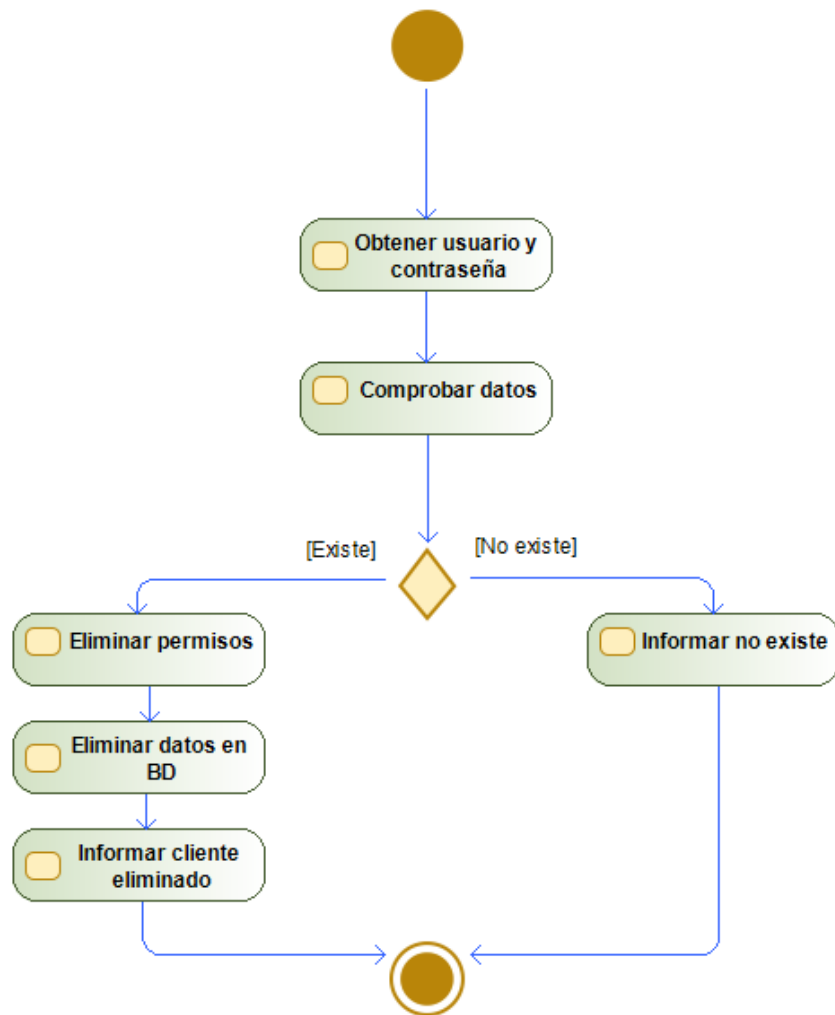 Obtener usuario y
contraseña
Comprobar datos
[Existe]
[No existe]
Eliminar permisos
Informar no existe
Eliminar datos en
BD
Informar cliente
eliminado